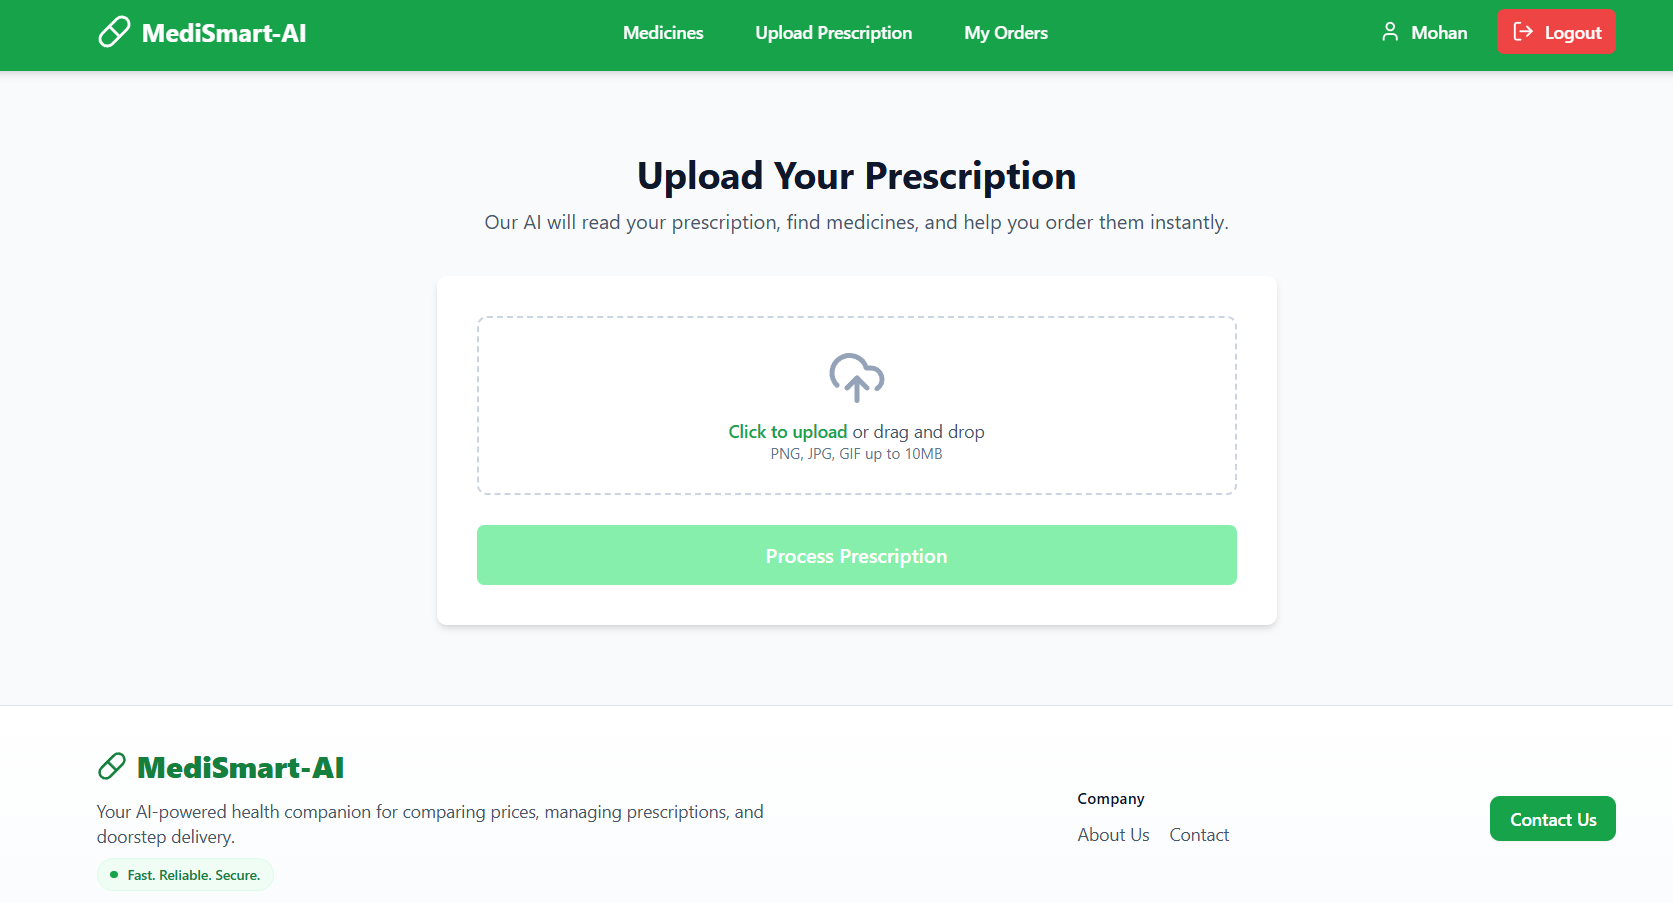 MediSmart-AI
Medicines
Upload Prescription
My Orders
Mohan
Logout
Upload Your Prescription
Our AI will read your prescription, find medicines, and help you order them instantly.
Click to upload or drag and drop
PNG, JPG, GIF up to 10MB
Process Prescription
MediSmart-AI
Your AI-powered health companion for comparing prices, managing prescriptions, and
doorstep delivery.
Fast. Reliable. Secure.
Company
About Us
Contact
Contact Us